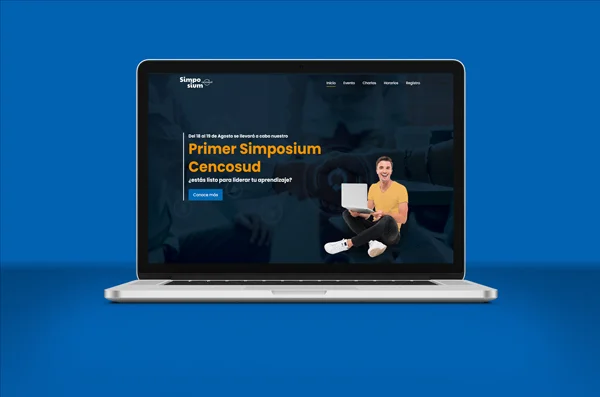 Simpo
sium
Inicio Evento Charlas Horarios Registro
Del 18 al 19 de Agosto se llevará a cabo nuestro
Primer Simposium
Cencosud
¿estás listo para liderar tu aprendizaje?
Conoce más